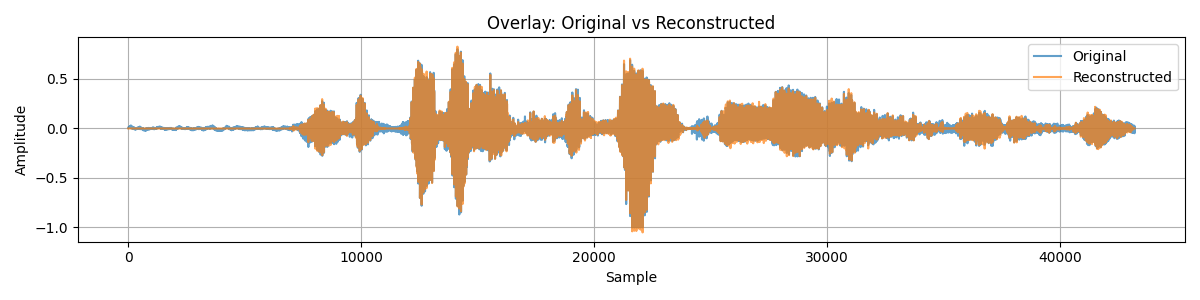 Overlay: Original vs Reconstructed
Original
Reconstructed
Amplitude
0.5
0.0
−0.5
−1.0
0
10000
20000
30000
40000
Sample